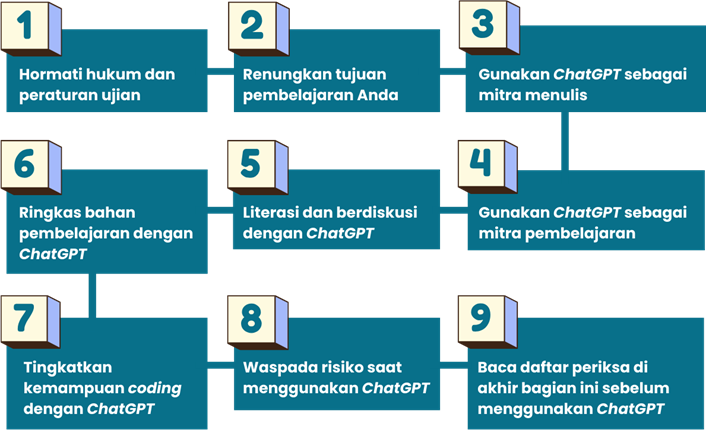 1
Hormati hukum dan
peraturan ujian
2
Renungkan tujuan
pembelajaran Anda
3
Gunakan ChatGPT sebagai
mitra menulis
4
Gunakan ChatGPT sebagai
mitra pembelajaran
5
Literasi dan berdiskusi
dengan ChatGPT
6
Ringkas bahan
pembelajaran dengan
ChatGPT
7
Tingkatkan
kemampuan coding
dengan ChatGPT
8
Waspada risiko saat
menggunakan ChatGPT
9
Baca daftar periksa di
akhir bagian ini sebelum
menggunakan ChatGPT